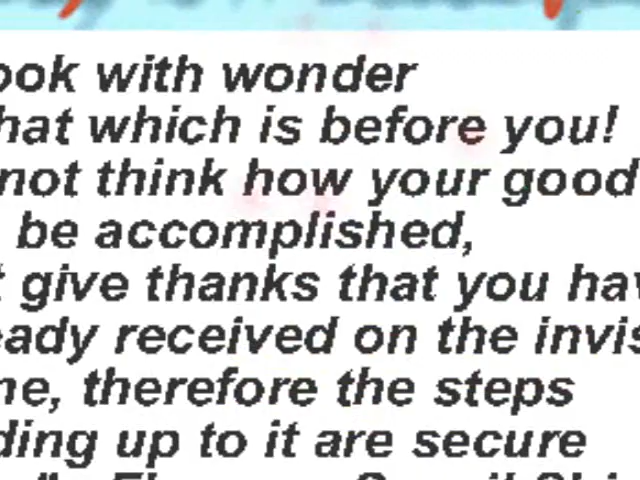 ook with wonder
hat which is before you!
not think how your good
be accomplished,
t give thanks that you hav
eady received on the invis
ne, therefore the steps
ding up to it are secure